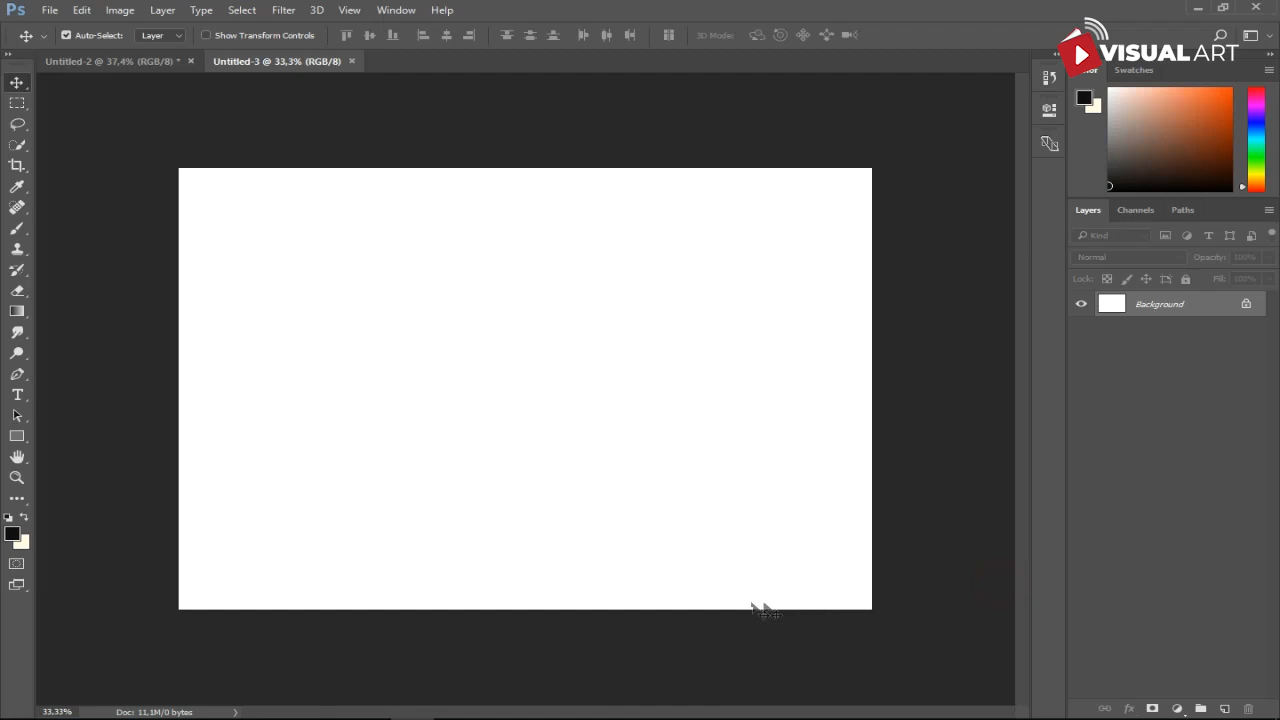 Ps File Edit Image Layer Type Select Filter 3D View Window Help
Auto-Select: Layer Show Transform Controls 3D Mode:
VISUAL ART
Untitled-2 @ 37,4% (RGB/8) * × Untitled-3 @ 33,3% (RGB/8) ×
Swatches
Layers Channels Paths
Kind
Normal Opacity: 100%
Lock: Fill: 100%
Background
33,33% Doc: 11,1M/0 bytes